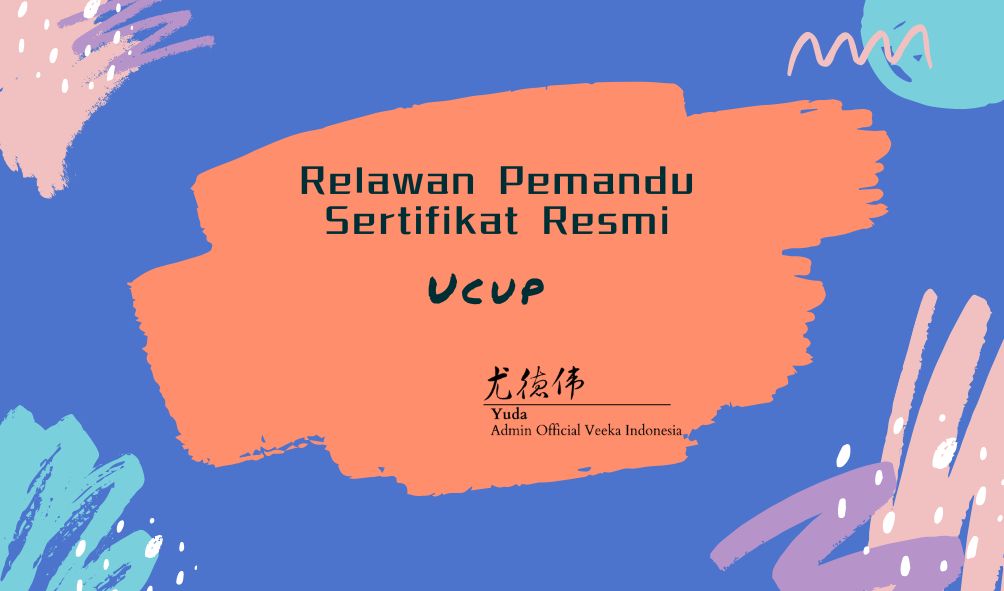 Relawan Pemandu
Sertifikat Resmi
UCUP
尤德伟
Yuda
Admin Official Veeka Indonesia